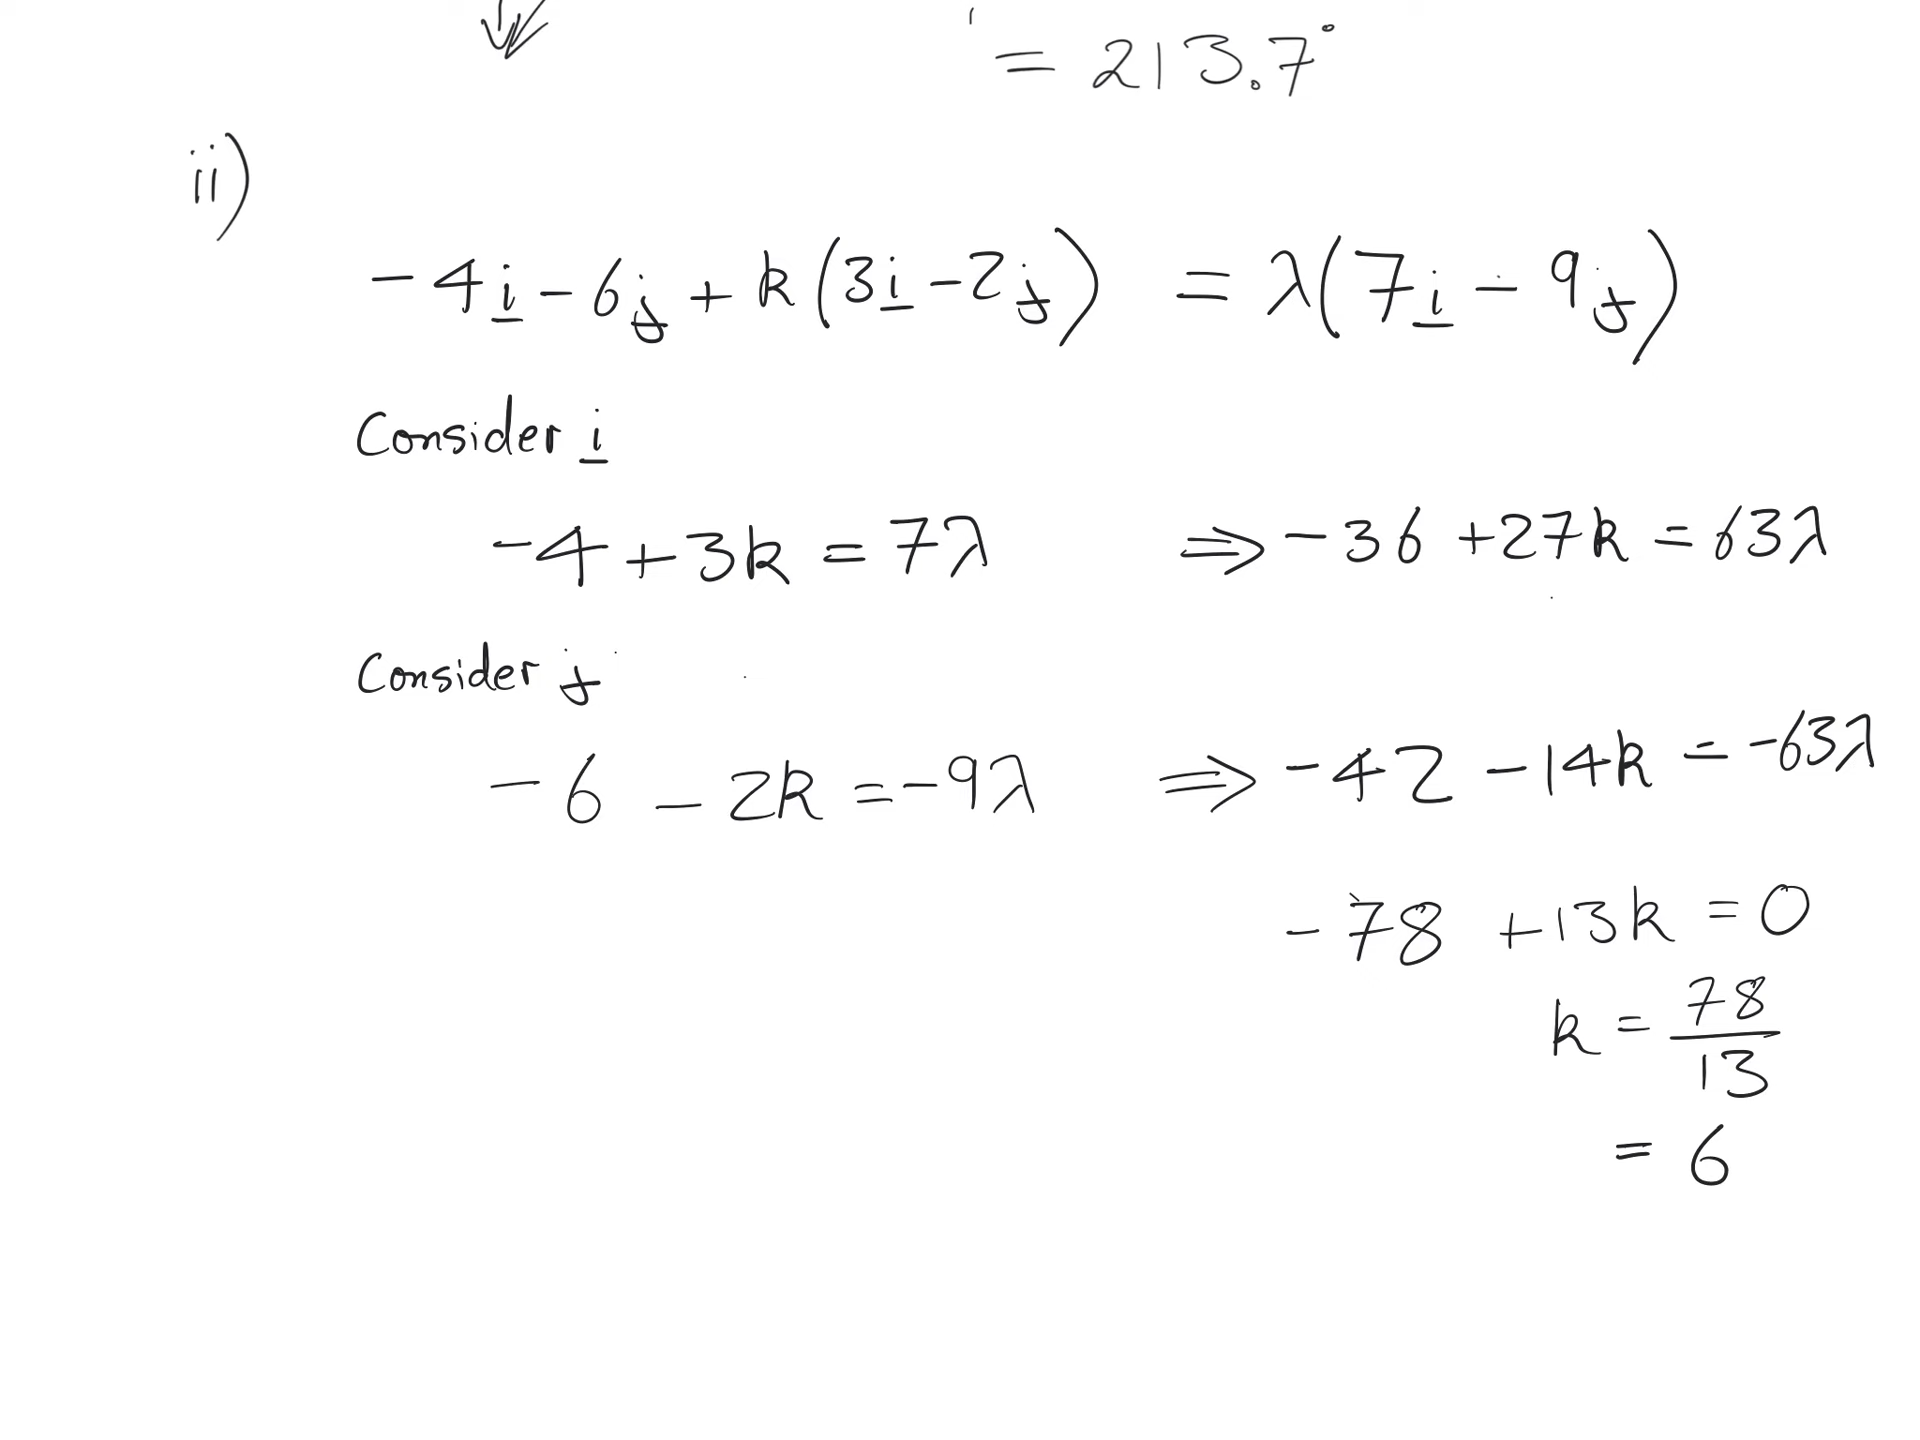 = 213.7°
ii)
-4i - 6j + k(3i - 2j) = λ(7i - 9j)
Consider i
-4 + 3k = 7λ ⇒ -36 + 27k = 63λ
Consider j
-6 - 2k = -9λ ⇒ -42 - 14k = -63λ
-78 + 13k = 0
k = 78/13
= 6